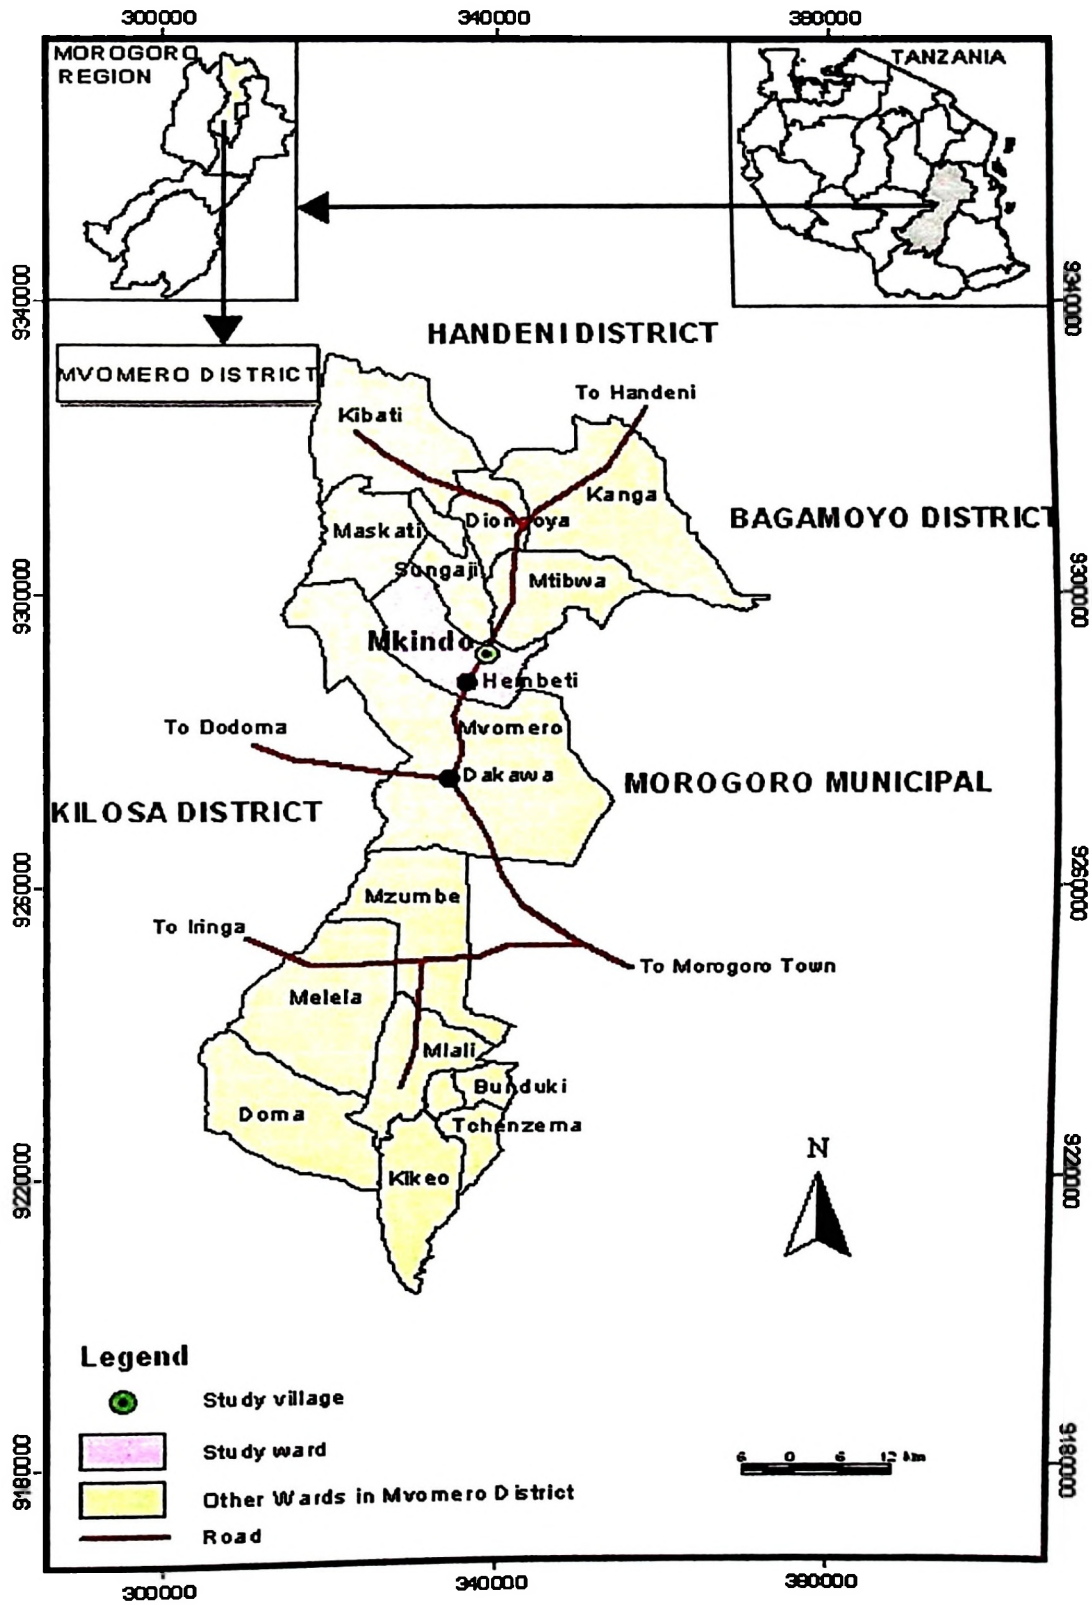 300000 340000 380000
MOROGORO
REGION
TANZANIA
9340000
9340000
HANDENI DISTRICT
MVOMERO DISTRICT
To Handeni
Kibati
Kanga
Maskati
Diongoya
BAGAMOYO DISTRICT
Sungaji
Mtibwa
9300000
9300000
Mkindo
Hembeti
To Dodoma
Mvomero
Dakawa
MOROGORO MUNICIPAL
KILOSA DISTRICT
9260000
9260000
Mzumbe
To Iringa
To Morogoro Town
Melela
Mlali
Bunduki
Doma
Tchenzema
N
Kikeo
9220000
9220000
Legend
Study village
Study ward
6 0 6 12 km
9180000
Other Wards in Mvomero District
Road
300000 340000 380000